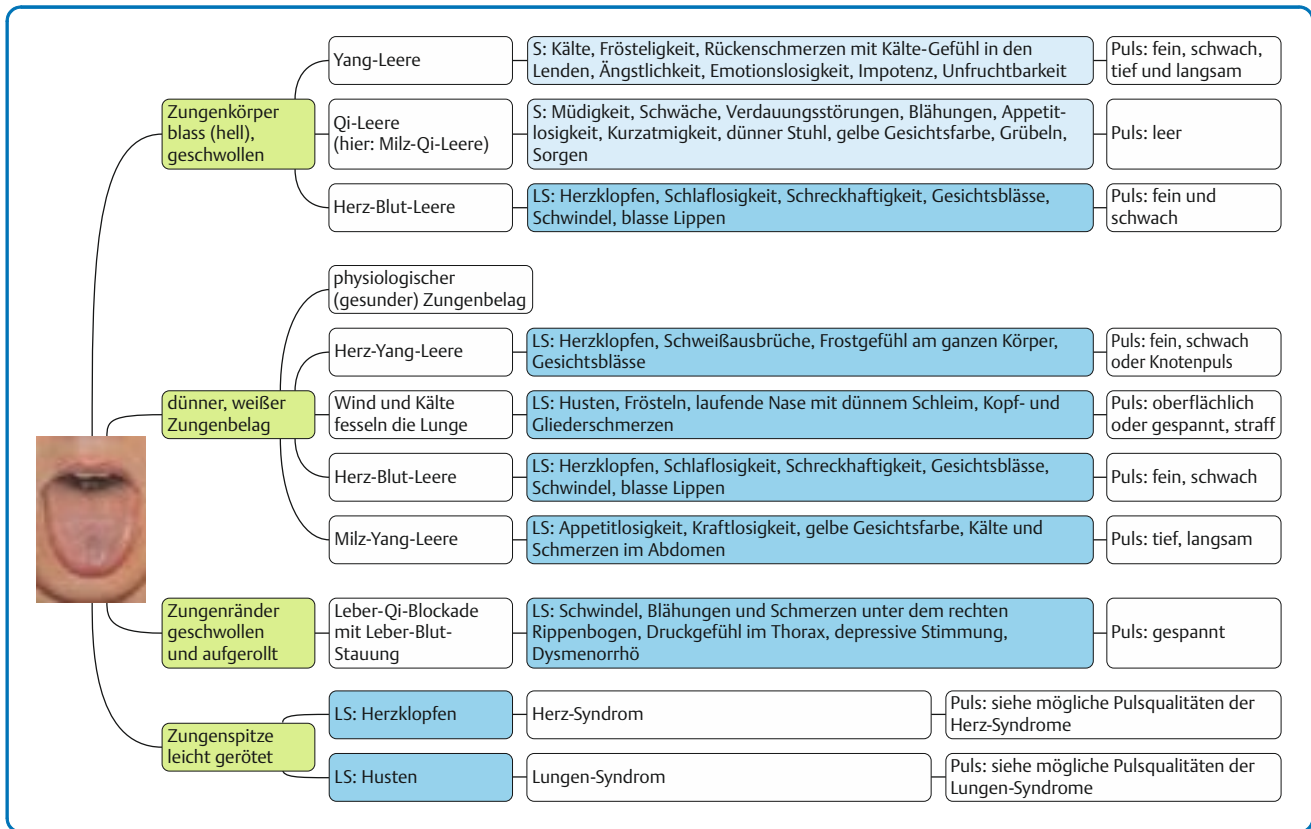 Zungenkörper
blass (hell),
geschwollen
Yang-Leere
S: Kälte, Frösteligkeit, Rückenschmerzen mit Kälte-Gefühl in den
Lenden, Ängstlichkeit, Emotionslosigkeit, Impotenz, Unfruchtbarkeit
Puls: fein, schwach,
tief und langsam
Qi-Leere
(hier: Milz-Qi-Leere)
S: Müdigkeit, Schwäche, Verdauungsstörungen, Blähungen, Appetit-
losigkeit, Kurzatmigkeit, dünner Stuhl, gelbe Gesichtsfarbe, Grübeln,
Sorgen
Puls: leer
Herz-Blut-Leere
LS: Herzklopfen, Schlaflosigkeit, Schreckhaftigkeit, Gesichtsblässe,
Schwindel, blasse Lippen
Puls: fein und
schwach
dünner, weißer
Zungenbelag
physiologischer
(gesunder) Zungenbelag
Herz-Yang-Leere
LS: Herzklopfen, Schweißausbrüche, Frostgefühl am ganzen Körper,
Gesichtsblässe
Puls: fein, schwach
oder Knotenpuls
Wind und Kälte
fesseln die Lunge
LS: Husten, Frösteln, laufende Nase mit dünnem Schleim, Kopf- und
Gliederschmerzen
Puls: oberflächlich
oder gespannt, straff
Herz-Blut-Leere
LS: Herzklopfen, Schlaflosigkeit, Schreckhaftigkeit, Gesichtsblässe,
Schwindel, blasse Lippen
Puls: fein, schwach
Milz-Yang-Leere
LS: Appetitlosigkeit, Kraftlosigkeit, gelbe Gesichtsfarbe, Kälte und
Schmerzen im Abdomen
Puls: tief, langsam
Zungenränder
geschwollen
und aufgerollt
Leber-Qi-Blockade
mit Leber-Blut-
Stauung
LS: Schwindel, Blähungen und Schmerzen unter dem rechten
Rippenbogen, Druckgefühl im Thorax, depressive Stimmung,
Dysmenorrhö
Puls: gespannt
Zungenspitze
leicht gerötet
LS: Herzklopfen
Herz-Syndrom
Puls: siehe mögliche Pulsqualitäten der
Herz-Syndrome
LS: Husten
Lungen-Syndrom
Puls: siehe mögliche Pulsqualitäten der
Lungen-Syndrome